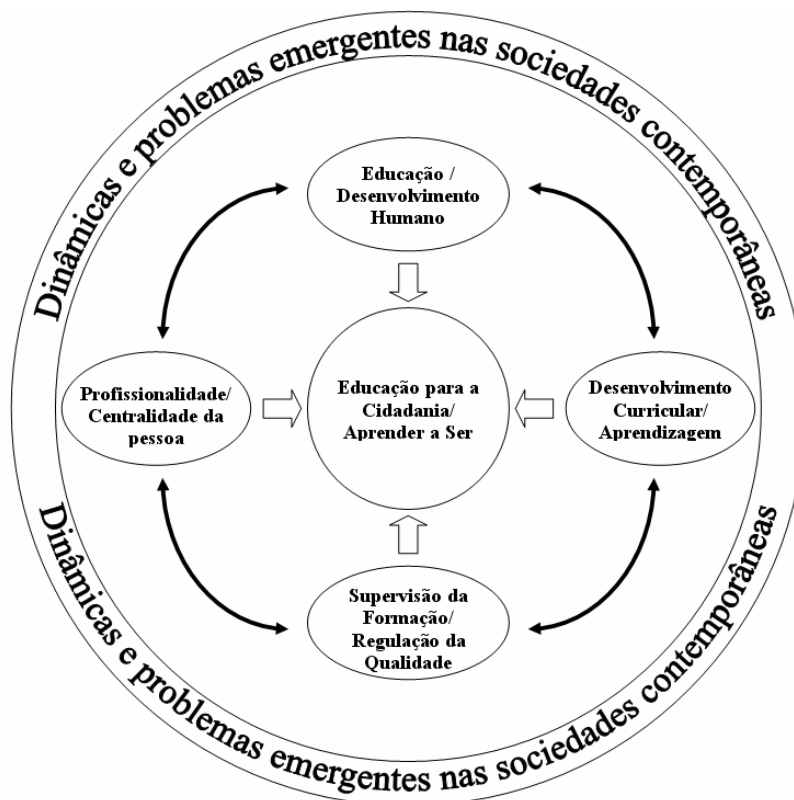 Dinâmicas e problemas emergentes nas sociedades contemporâneas
Educação /
Desenvolvimento
Humano
Profissionalidade/
Centralidade da
pessoa
Educação para a
Cidadania/
Aprender a Ser
Desenvolvimento
Curricular/
Aprendizagem
Supervisão da
Formação/
Regulação da
Qualidade
Dinâmicas e problemas emergentes nas sociedades contemporâneas